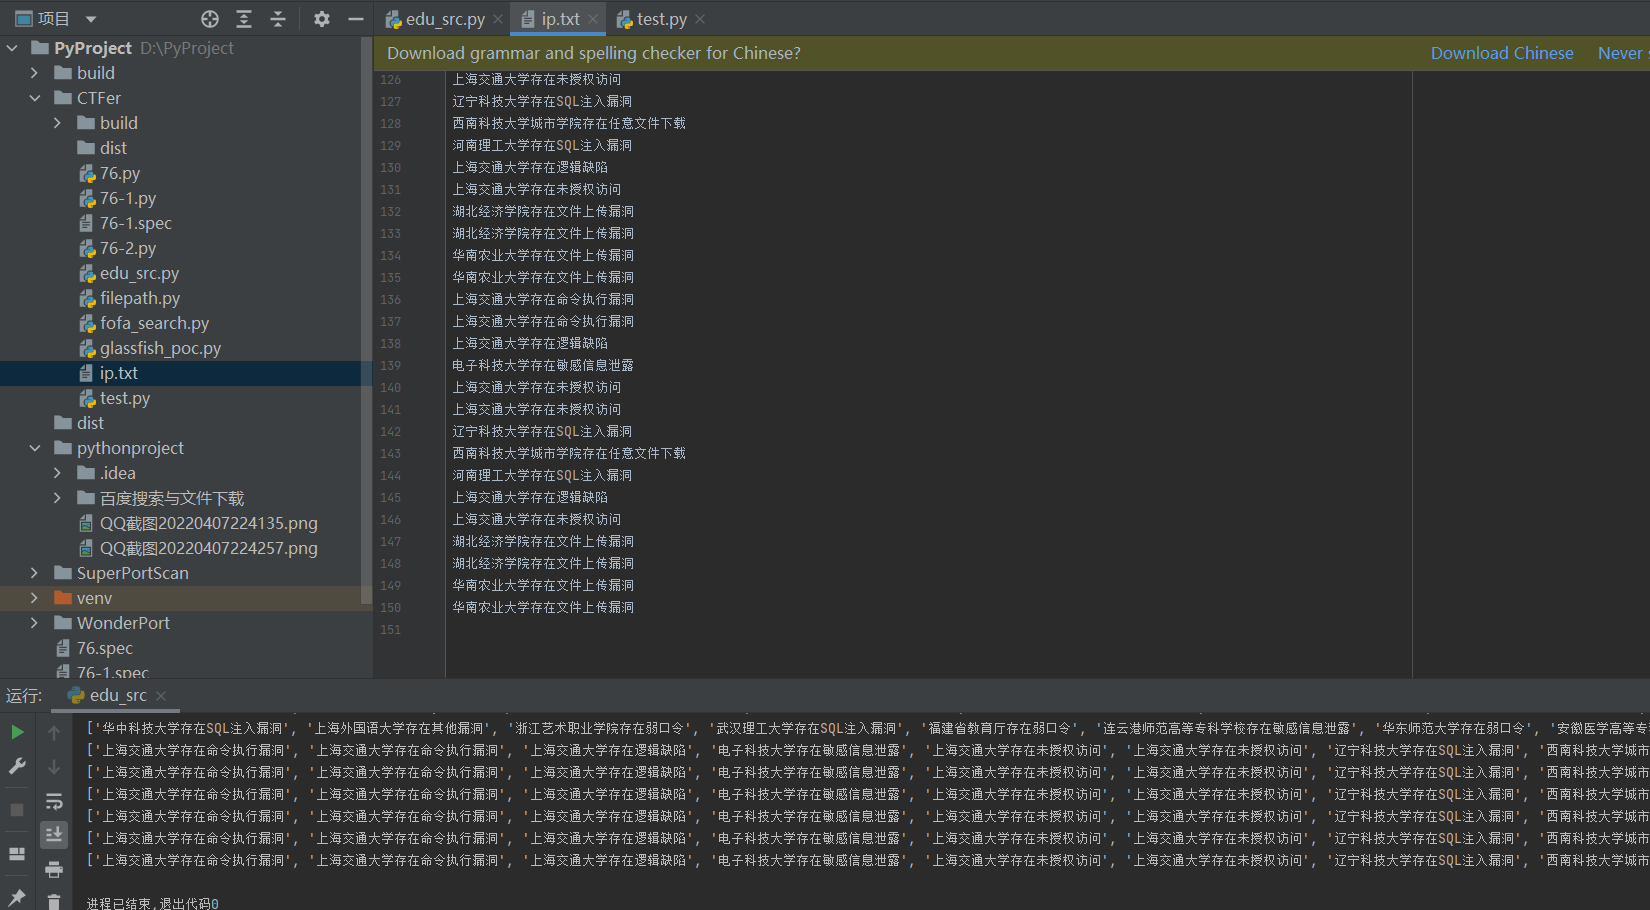 项目
PyProject D:\PyProject
build
CTFer
build
dist
76.py
76-1.py
76-1.spec
76-2.py
edu_src.py
filepath.py
fofa_search.py
glassfish_poc.py
ip.txt
test.py
dist
pythonproject
.idea
百度搜索与文件下载
QQ截图20220407224135.png
QQ截图20220407224257.png
SuperPortScan
venv
WonderPort
76.spec
76-1.spec
edu_src.py ip.txt test.py
Download grammar and spelling checker for Chinese? Download Chinese Never
126 上海交通大学存在未授权访问
127 辽宁科技大学存在SQL注入漏洞
128 西南科技大学城市学院存在任意文件下载
129 河南理工大学存在SQL注入漏洞
130 上海交通大学存在逻辑缺陷
131 上海交通大学存在未授权访问
132 湖北经济学院存在文件上传漏洞
133 湖北经济学院存在文件上传漏洞
134 华南农业大学存在文件上传漏洞
135 华南农业大学存在文件上传漏洞
136 上海交通大学存在命令执行漏洞
137 上海交通大学存在命令执行漏洞
138 上海交通大学存在逻辑缺陷
139 电子科技大学存在敏感信息泄露
140 上海交通大学存在未授权访问
141 上海交通大学存在未授权访问
142 辽宁科技大学存在SQL注入漏洞
143 西南科技大学城市学院存在任意文件下载
144 河南理工大学存在SQL注入漏洞
145 上海交通大学存在逻辑缺陷
146 上海交通大学存在未授权访问
147 湖北经济学院存在文件上传漏洞
148 湖北经济学院存在文件上传漏洞
149 华南农业大学存在文件上传漏洞
150 华南农业大学存在文件上传漏洞
151
运行: edu_src
['华中科技大学存在SQL注入漏洞', '上海外国语大学存在其他漏洞', '浙江艺术职业学院存在弱口令', '武汉理工大学存在SQL注入漏洞', '福建省教育厅存在弱口令', '连云港师范高等专科学校存在敏感信息泄露', '华东师范大学存在弱口令', '安徽医学高等专
['上海交通大学存在命令执行漏洞', '上海交通大学存在命令执行漏洞', '上海交通大学存在逻辑缺陷', '电子科技大学存在敏感信息泄露', '上海交通大学存在未授权访问', '上海交通大学存在未授权访问', '辽宁科技大学存在SQL注入漏洞', '西南科技大学城市
['上海交通大学存在命令执行漏洞', '上海交通大学存在命令执行漏洞', '上海交通大学存在逻辑缺陷', '电子科技大学存在敏感信息泄露', '上海交通大学存在未授权访问', '上海交通大学存在未授权访问', '辽宁科技大学存在SQL注入漏洞', '西南科技大学城市
['上海交通大学存在命令执行漏洞', '上海交通大学存在命令执行漏洞', '上海交通大学存在逻辑缺陷', '电子科技大学存在敏感信息泄露', '上海交通大学存在未授权访问', '上海交通大学存在未授权访问', '辽宁科技大学存在SQL注入漏洞', '西南科技大学城市
['上海交通大学存在命令执行漏洞', '上海交通大学存在命令执行漏洞', '上海交通大学存在逻辑缺陷', '电子科技大学存在敏感信息泄露', '上海交通大学存在未授权访问', '上海交通大学存在未授权访问', '辽宁科技大学存在SQL注入漏洞', '西南科技大学城市
['上海交通大学存在命令执行漏洞', '上海交通大学存在命令执行漏洞', '上海交通大学存在逻辑缺陷', '电子科技大学存在敏感信息泄露', '上海交通大学存在未授权访问', '上海交通大学存在未授权访问', '辽宁科技大学存在SQL注入漏洞', '西南科技大学城市
['上海交通大学存在命令执行漏洞', '上海交通大学存在命令执行漏洞', '上海交通大学存在逻辑缺陷', '电子科技大学存在敏感信息泄露', '上海交通大学存在未授权访问', '上海交通大学存在未授权访问', '辽宁科技大学存在SQL注入漏洞', '西南科技大学城市
进程已结束,退出代码0